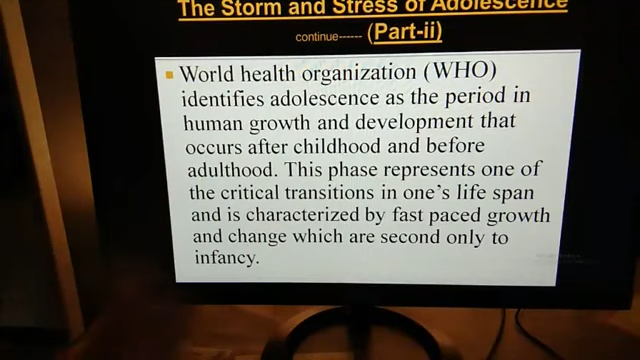 The Storm and Stress of Adolescence
continue------ (Part-ii)
World health organization (WHO)
identifies adolescence as the period in
human growth and development that
occurs after childhood and before
adulthood. This phase represents one of
the critical transitions in one's life span
and is characterized by fast paced growth
and change which are second only to
infancy.